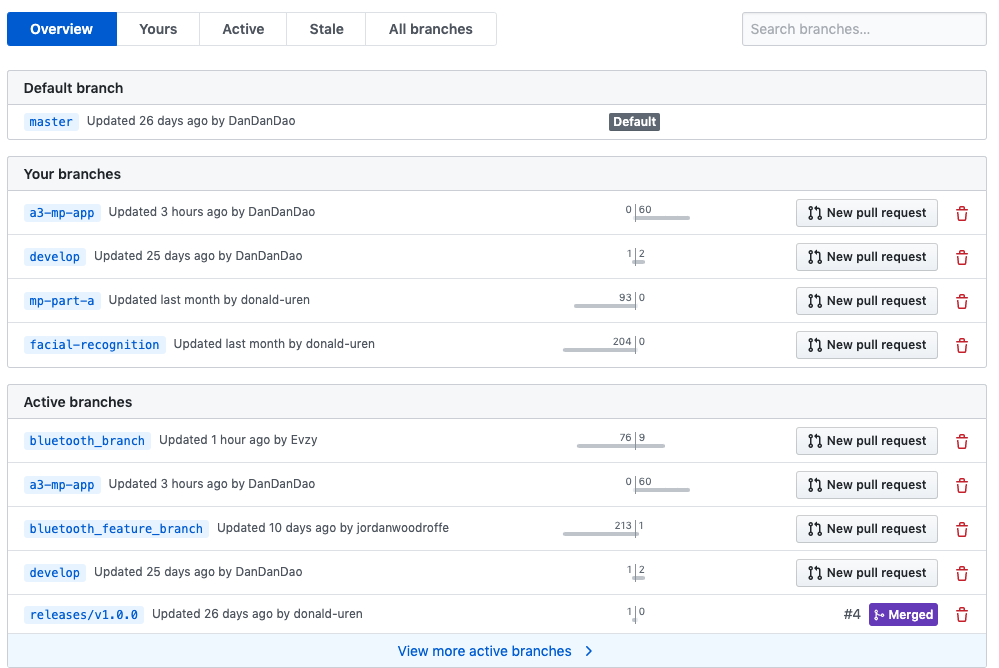 Overview Yours Active Stale All branches Search branches...
Default branch
master Updated 26 days ago by DanDanDao Default
Your branches
a3-mp-app Updated 3 hours ago by DanDanDao 0 60 New pull request
develop Updated 25 days ago by DanDanDao 1 2 New pull request
mp-part-a Updated last month by donald-uren 93 0 New pull request
facial-recognition Updated last month by donald-uren 204 0 New pull request
Active branches
bluetooth_branch Updated 1 hour ago by Evzy 76 9 New pull request
a3-mp-app Updated 3 hours ago by DanDanDao 0 60 New pull request
bluetooth_feature_branch Updated 10 days ago by jordanwoodroffe 213 1 New pull request
develop Updated 25 days ago by DanDanDao 1 2 New pull request
releases/v1.0.0 Updated 26 days ago by donald-uren 1 0 #4 Merged
View more active branches